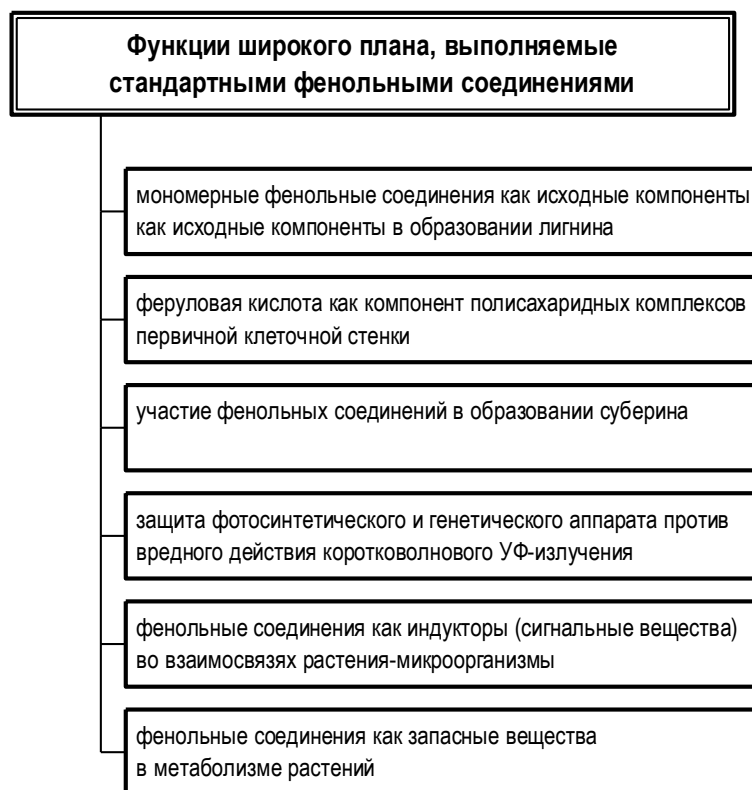 Функции широкого плана, выполняемые
стандартными фенольными соединениями
мономерные фенольные соединения как исходные компоненты
как исходные компоненты в образовании лигнина
феруловая кислота как компонент полисахаридных комплексов
первичной клеточной стенки
участие фенольных соединений в образовании суберина
защита фотосинтетического и генетического аппарата против
вредного действия коротковолнового УФ-излучения
фенольные соединения как индукторы (сигнальные вещества)
во взаимосвязях растения-микроорганизмы
фенольные соединения как запасные вещества
в метаболизме растений